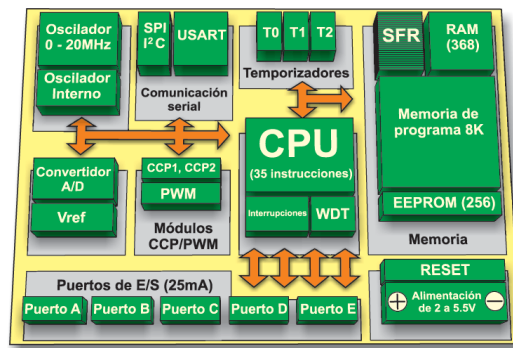 Oscilador
0 - 20MHz
Oscilador
Interno
SPI
I²C
USART
Comunicación
serial
T0
T1
T2
Temporizadores
SFR
RAM
(368)
Memoria de
programa 8K
EEPROM (256)
Memoria
Convertidor
A/D
Vref
CCP1, CCP2
PWM
Módulos
CCP/PWM
CPU
(35 instrucciones)
Interrupciones
WDT
Puertos de E/S (25mA)
Puerto A
Puerto B
Puerto C
Puerto D
Puerto E
RESET
+
Alimentación
de 2 a 5.5V
−